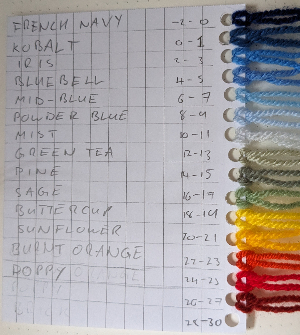 FRENCH NAVY -2-0
KOBALT 0-1
IRIS 2-3
BLUEBELL 4-5
MID-BLUE 6-7
POWDER BLUE 8-9
MIST 10-11
GREEN TEA 12-13
PINE 14-15
SAGE 16-17
BUTTERCUP 18-19
SUNFLOWER 20-21
BURNT ORANGE 22-23
POPPY 24-25
26-27
28-30